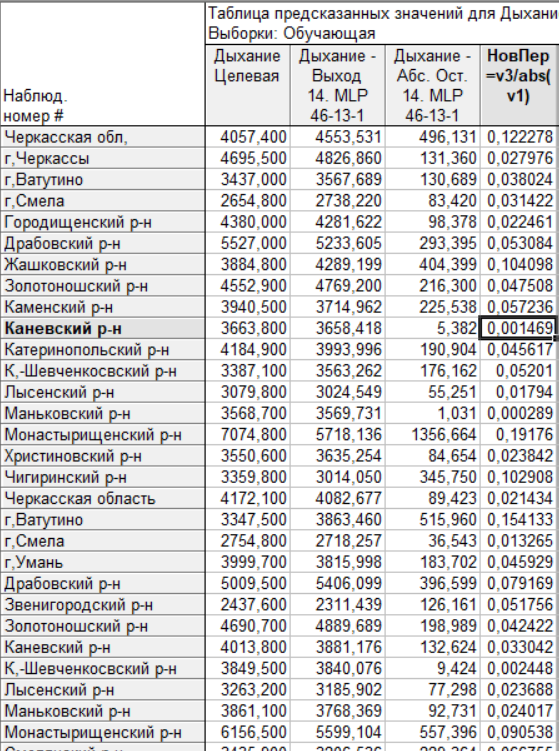 Таблица предсказанных значений для Дыхани
Выборки: Обучающая
Наблюд. номер # Дыхание Целевая Дыхание - Выход 14. MLP 46-13-1 Дыхание - Абс. Ост. 14. MLP 46-13-1 НовПер =v3/abs( v1)
Черкасская обл, 4057,400 4553,531 496,131 0,122278
г,Черкассы 4695,500 4826,860 131,360 0,027976
г,Ватутино 3437,000 3567,689 130,689 0,038024
г,Смела 2654,800 2738,220 83,420 0,031422
Городищенский р-н 4380,000 4281,622 98,378 0,022461
Драбовский р-н 5527,000 5233,605 293,395 0,053084
Жашковский р-н 3884,800 4289,199 404,399 0,104098
Золотоношский р-н 4552,900 4769,200 216,300 0,047508
Каменский р-н 3940,500 3714,962 225,538 0,057236
Каневский р-н 3663,800 3658,418 5,382 0,001469
Катеринопольский р-н 4184,900 3993,996 190,904 0,045617
К,-Шевченкосвский р-н 3387,100 3563,262 176,162 0,05201
Лысенский р-н 3079,800 3024,549 55,251 0,01794
Маньковский р-н 3568,700 3569,731 1,031 0,000289
Монастырищенский р-н 7074,800 5718,136 1356,664 0,19176
Христиновский р-н 3550,600 3635,254 84,654 0,023842
Чигиринский р-н 3359,800 3014,050 345,750 0,102908
Черкасская область 4172,100 4082,677 89,423 0,021434
г,Ватутино 3347,500 3863,460 515,960 0,154133
г,Смела 2754,800 2718,257 36,543 0,013265
г,Умань 3999,700 3815,998 183,702 0,045929
Драбовский р-н 5009,500 5406,099 396,599 0,079169
Звенигородский р-н 2437,600 2311,439 126,161 0,051756
Золотоношский р-н 4690,700 4889,689 198,989 0,042422
Каневский р-н 4013,800 3881,176 132,624 0,033042
К,-Шевченкосвский р-н 3849,500 3840,076 9,424 0,002448
Лысенский р-н 3263,200 3185,902 77,298 0,023688
Маньковский р-н 3861,100 3768,369 92,731 0,024017
Монастырищенский р-н 6156,500 5599,104 557,396 0,090538